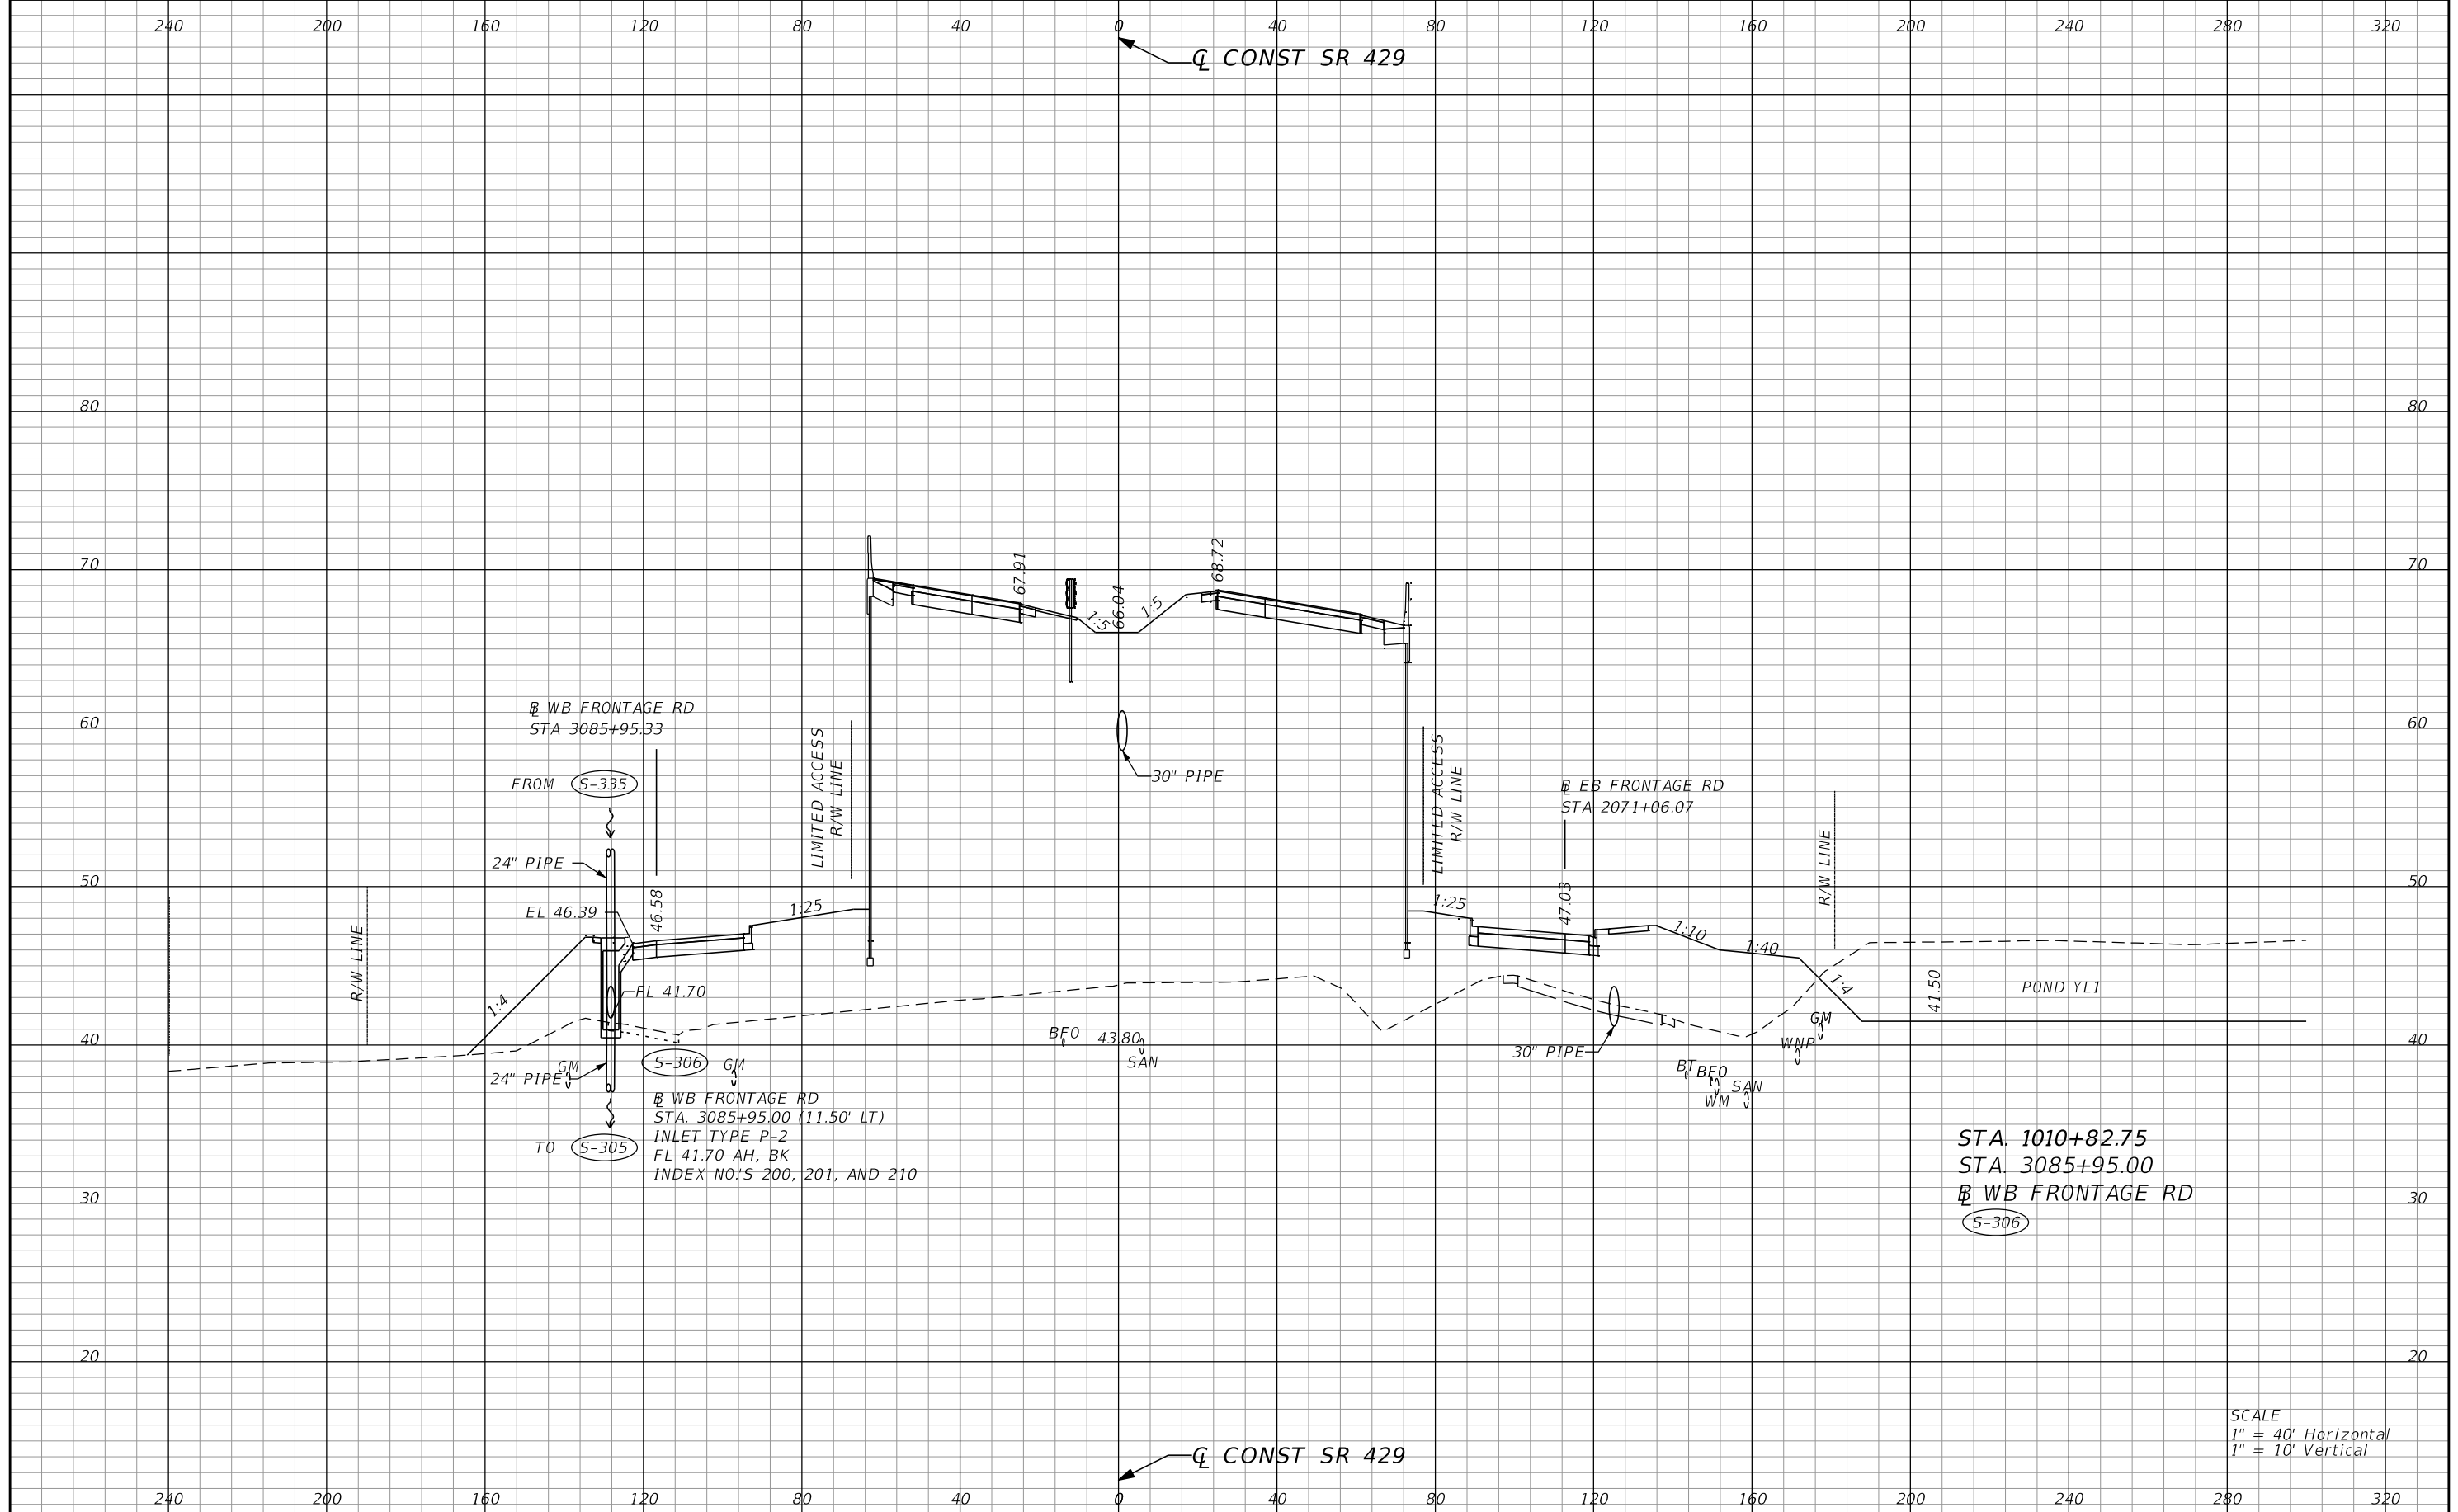 240 200 160 120 80 40 0 40 80 120 160 200 240 280 320
℄ CONST SR 429
80 80
70 70
67.91
66.04
68.72
1:5
1:5
60 60
℄ WB FRONTAGE RD
STA 3085+95.33
LIMITED ACCESS
R/W LINE
30" PIPE
LIMITED ACCESS
R/W LINE
FROM S-335
B̲L EB FRONTAGE RD
STA 2071+06.07
24" PIPE
R/W LINE
50 50
EL 46.39
46.58
1:25
1:25
47.03
1:10
1:40
R/W LINE
1:4
FL 41.70
1:4
41.50
POND YL1
40 40
GM
24" PIPE
S-306
GM
BFO
43.80
SAN
30" PIPE
BT
BFO
WM
SAN
WNP
GM
TO S-305
BL WB FRONTAGE RD
STA. 3085+95.00 (11.50' LT)
INLET TYPE P-2
FL 41.70 AH, BK
INDEX NO.'S 200, 201, AND 210
STA. 1010+82.75
STA. 3085+95.00
BL WB FRONTAGE RD
S-306
30 30
20 20
SCALE
1" = 40' Horizontal
1" = 10' Vertical
℄ CONST SR 429
240 200 160 120 80 40 0 40 80 120 160 200 240 280 320